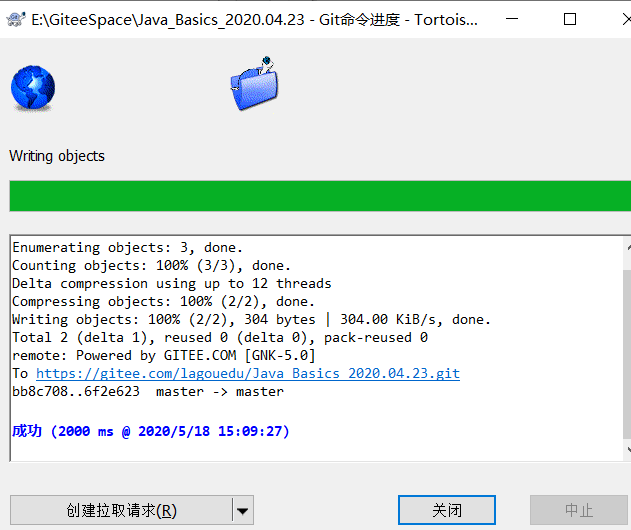 E:\GiteeSpace\Java_Basics_2020.04.23 - Git命令进度 - Tortois...
Writing objects
Enumerating objects: 3, done.
Counting objects: 100% (3/3), done.
Delta compression using up to 12 threads
Compressing objects: 100% (2/2), done.
Writing objects: 100% (2/2), 304 bytes | 304.00 KiB/s, done.
Total 2 (delta 1), reused 0 (delta 0), pack-reused 0
remote: Powered by GITEE.COM [GNK-5.0]
To https://gitee.com/lagouedu/Java_Basics_2020.04.23.git
bb8c708..6f2e623  master -> master
成功 (2000 ms @ 2020/5/18 15:09:27)
创建拉取请求(R) 关闭 中止